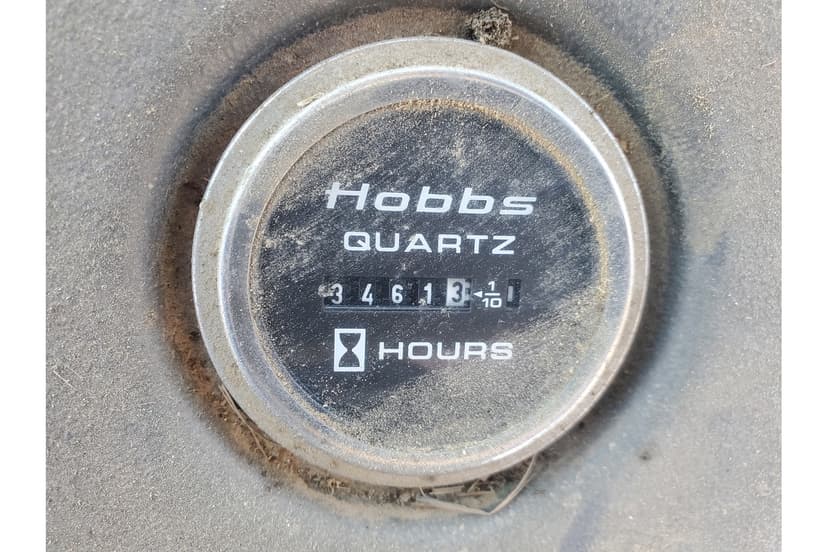 Hobbs
QUARTZ
34613 ◄ 1/10
HOURS